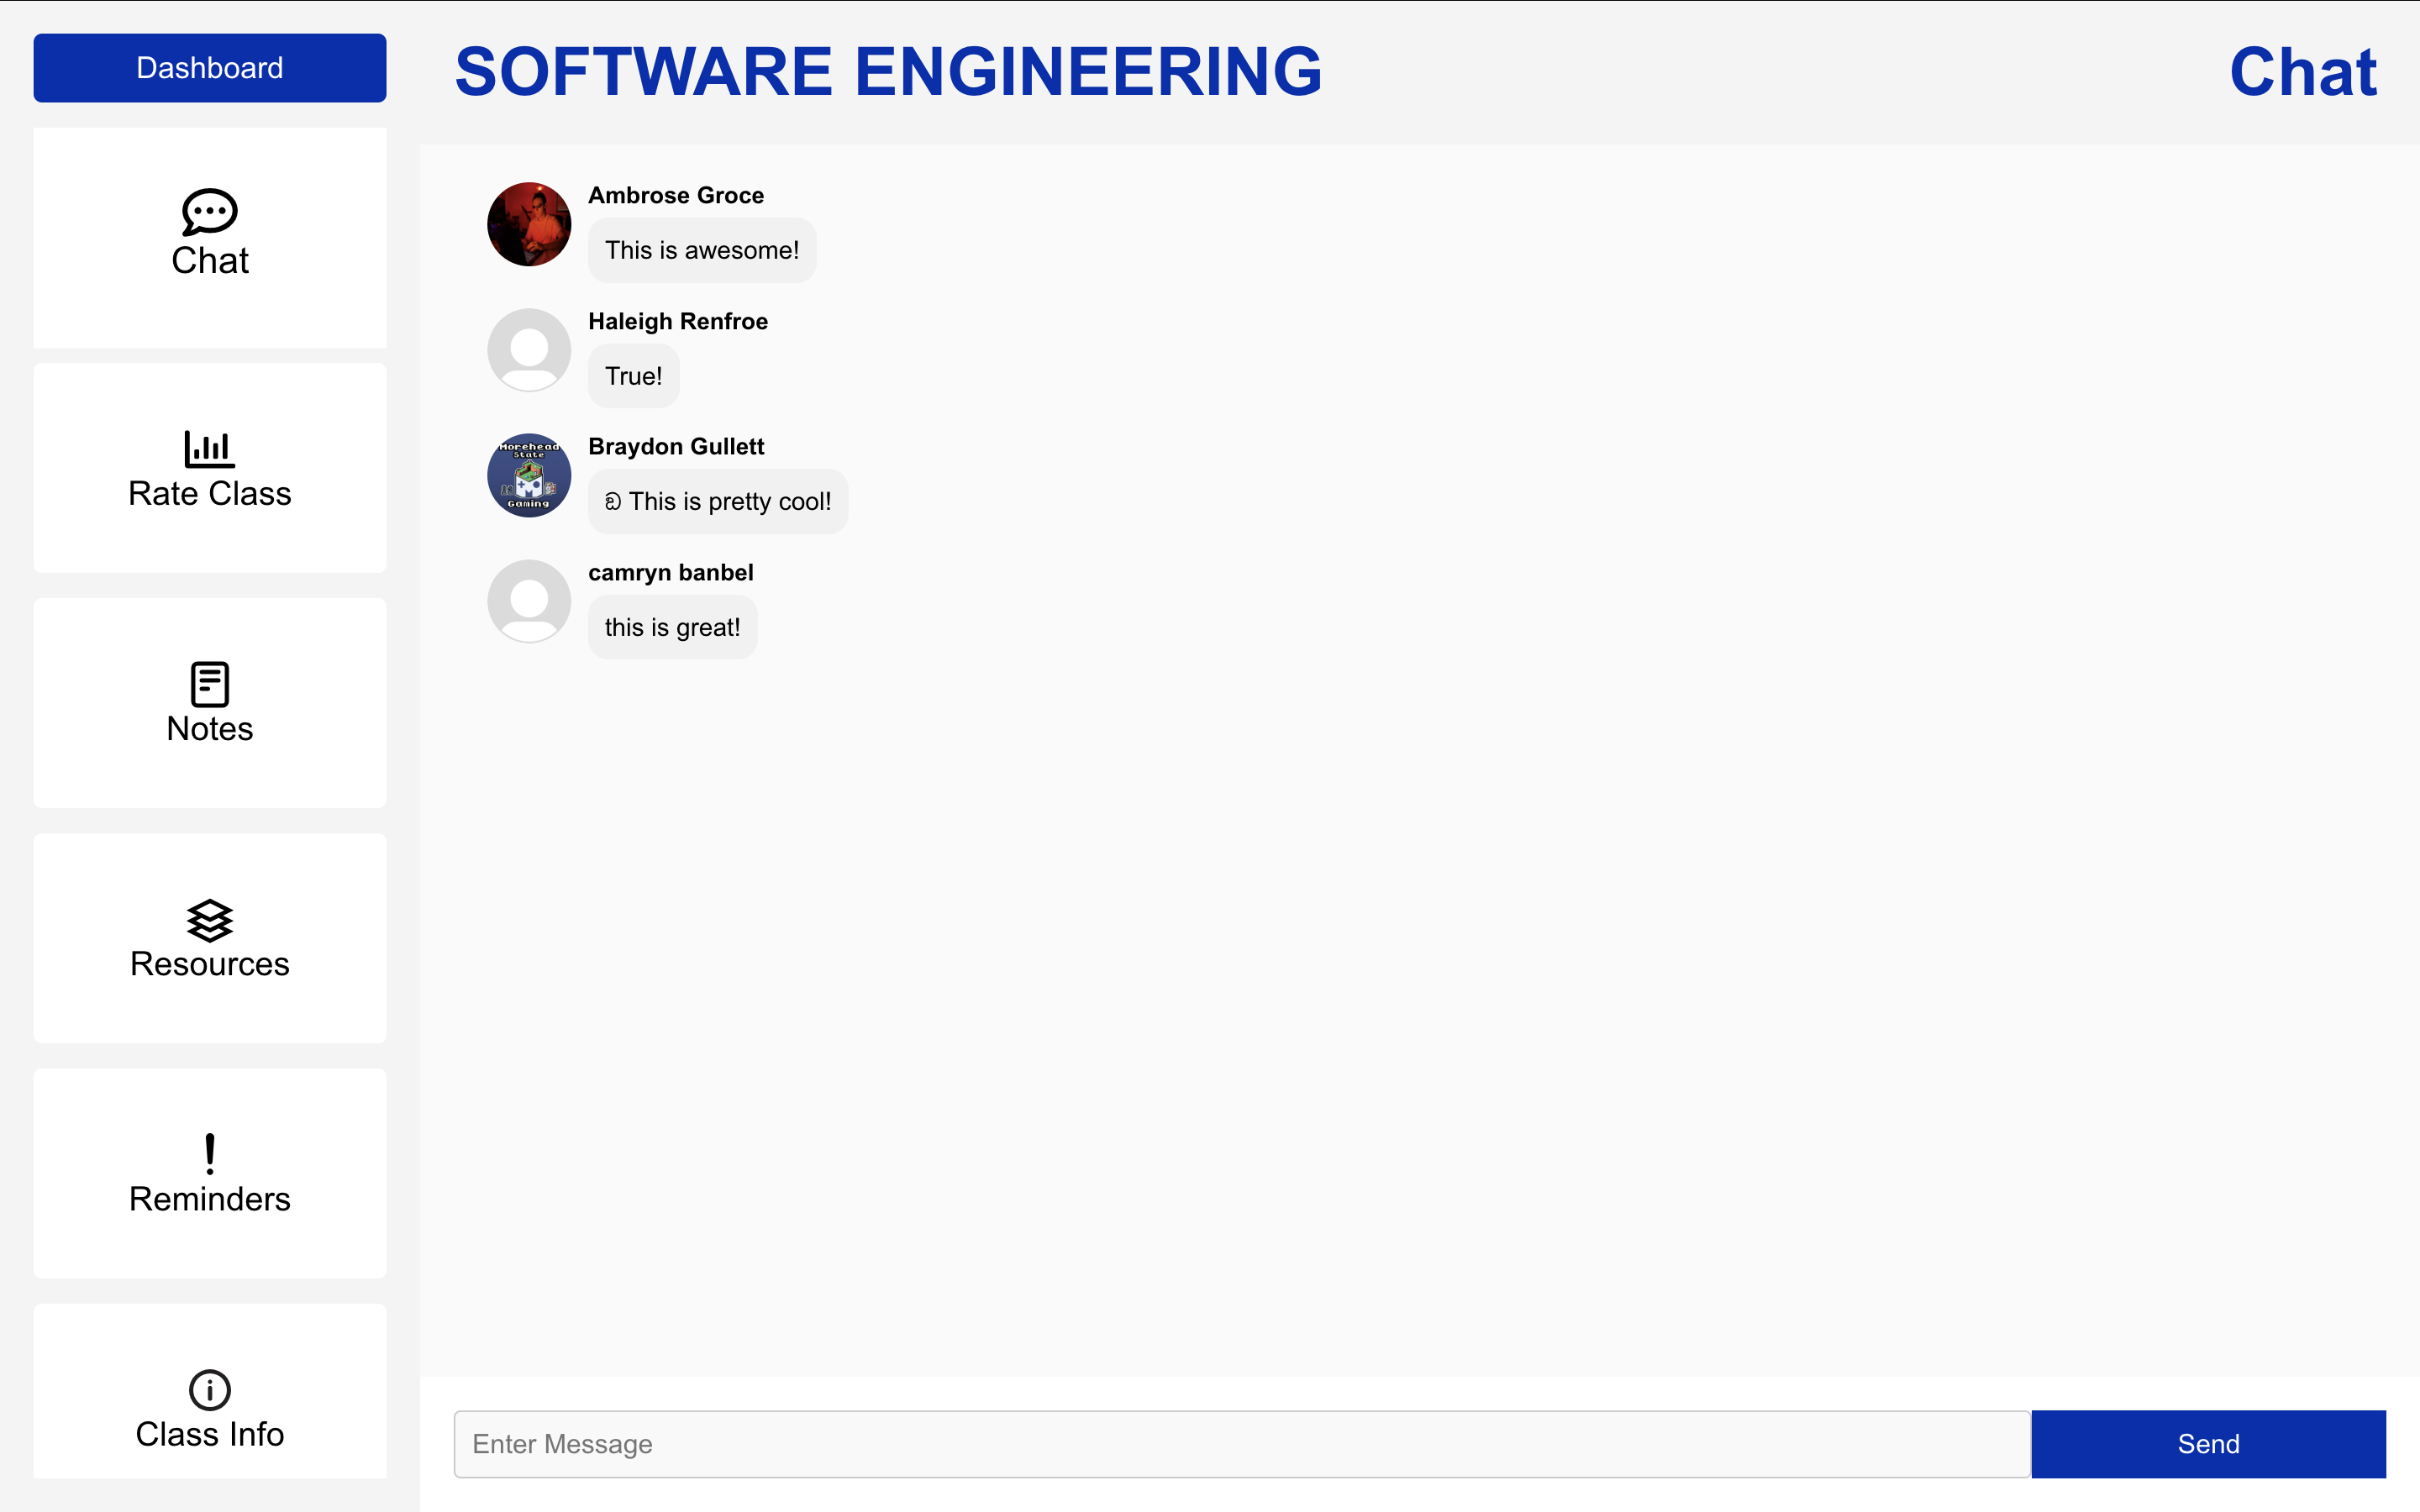 Dashboard
SOFTWARE ENGINEERING
Chat
Chat
Rate Class
Notes
Resources
Reminders
Class Info
Ambrose Groce
This is awesome!
Haleigh Renfroe
True!
Morehead
State
Gaming
Braydon Gullett
ඞ This is pretty cool!
camryn banbel
this is great!
Enter Message
Send